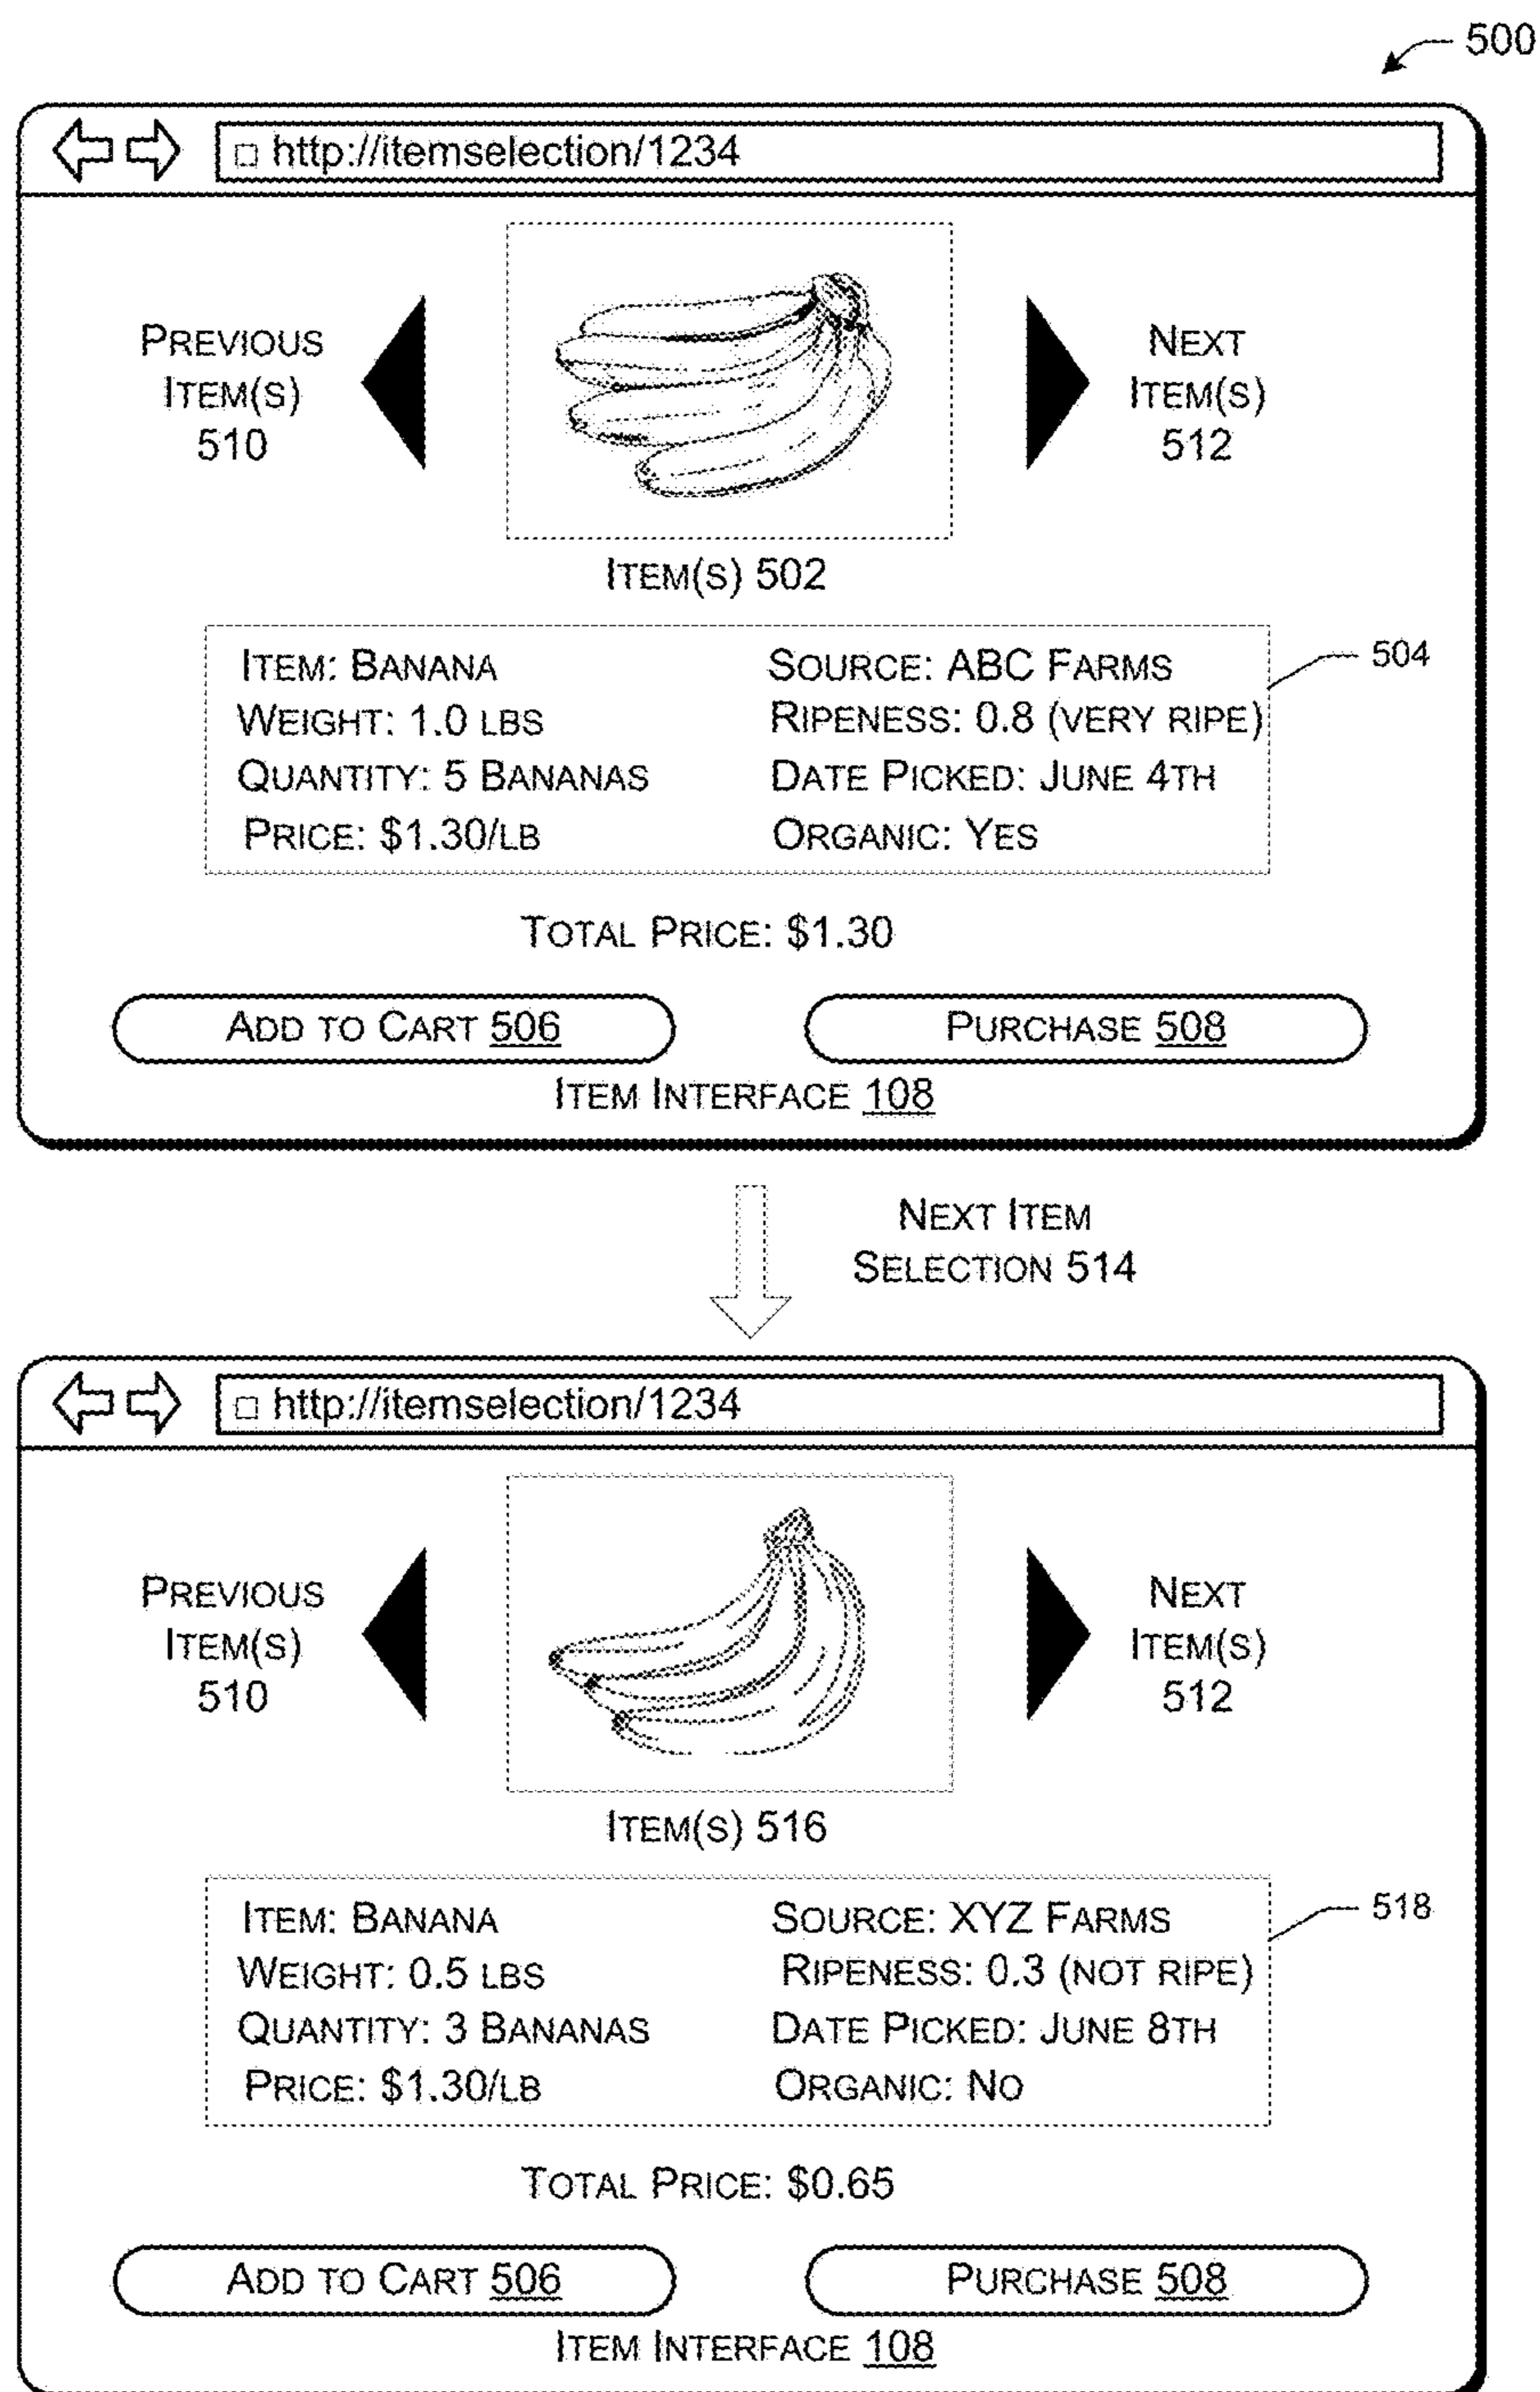 500
http://itemselection/1234
PREVIOUS
ITEM(S)
510
NEXT
ITEM(S)
512
ITEM(S) 502
ITEM: BANANA
WEIGHT: 1.0 LBS
QUANTITY: 5 BANANAS
PRICE: $1.30/LB
SOURCE: ABC FARMS
RIPENESS: 0.8 (VERY RIPE)
DATE PICKED: JUNE 4TH
ORGANIC: YES
504
TOTAL PRICE: $1.30
ADD TO CART 506
PURCHASE 508
ITEM INTERFACE 108
NEXT ITEM
SELECTION 514
http://itemselection/1234
PREVIOUS
ITEM(S)
510
NEXT
ITEM(S)
512
ITEM(S) 516
ITEM: BANANA
WEIGHT: 0.5 LBS
QUANTITY: 3 BANANAS
PRICE: $1.30/LB
SOURCE: XYZ FARMS
RIPENESS: 0.3 (NOT RIPE)
DATE PICKED: JUNE 8TH
ORGANIC: NO
518
TOTAL PRICE: $0.65
ADD TO CART 506
PURCHASE 508
ITEM INTERFACE 108